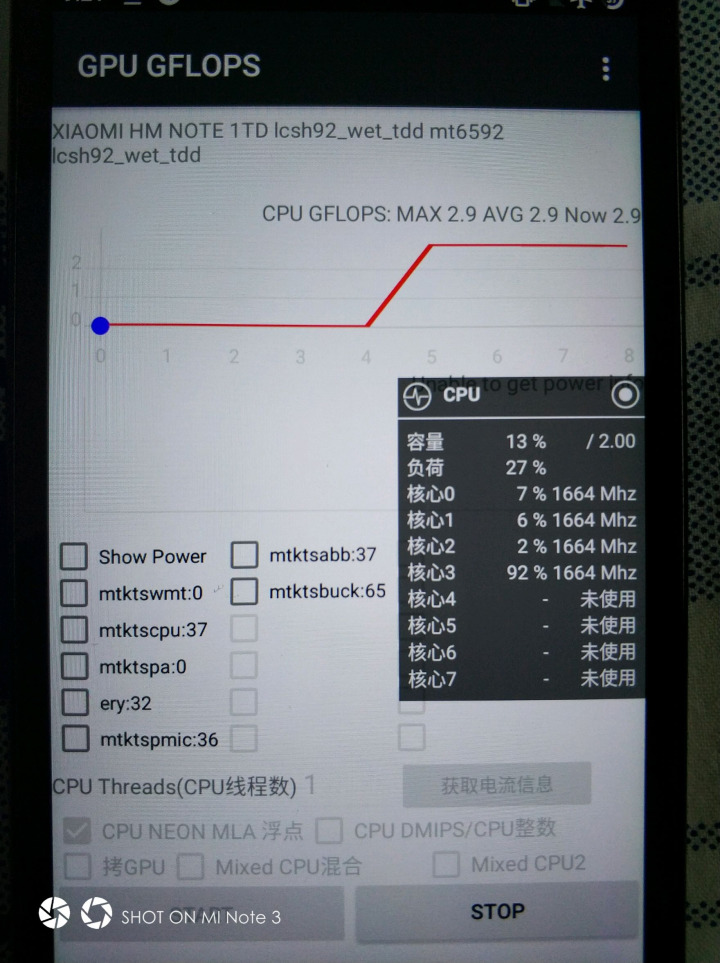 GPU GFLOPS
XIAOMI HM NOTE 1TD lcsh92_wet_tdd mt6592
lcsh92_wet_tdd
CPU GFLOPS: MAX 2.9 AVG 2.9 Now 2.9
2
1
0
0 1 2 3 4 5 6 7 8
Unable to get power
CPU
容量 13 % / 2.00
负荷 27 %
核心0 7 % 1664 Mhz
核心1 6 % 1664 Mhz
核心2 2 % 1664 Mhz
核心3 92 % 1664 Mhz
核心4 - 未使用
核心5 - 未使用
核心6 - 未使用
核心7 - 未使用
Show Power mtktsabb:37
mtktswmt:0 mtktsbuck:65
mtktscpu:37
mtktspa:0
ery:32
mtktspmic:36
CPU Threads(CPU线程数) 1 获取电流信息
CPU NEON MLA 浮点 CPU DMIPS/CPU整数
拷GPU Mixed CPU混合 Mixed CPU2
START STOP
SHOT ON MI Note 3